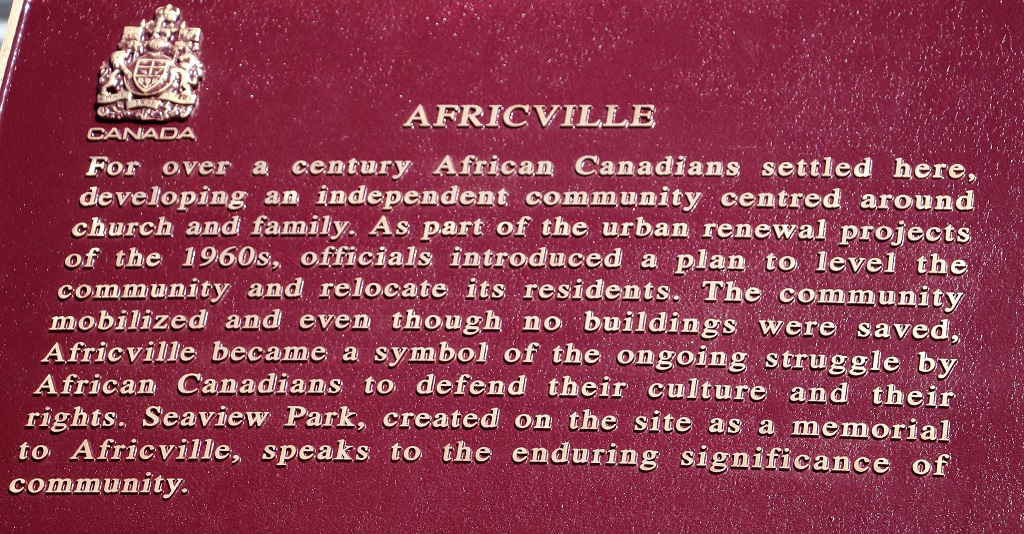 CANADA
AFRICVILLE
For over a century African Canadians settled here,
developing an independent community centred around
church and family. As part of the urban renewal projects
of the 1960s, officials introduced a plan to level the
community and relocate its residents. The community
mobilized and even though no buildings were saved,
Africville became a symbol of the ongoing struggle by
African Canadians to defend their culture and their
rights. Seaview Park, created on the site as a memorial
to Africville, speaks to the enduring significance of
community.